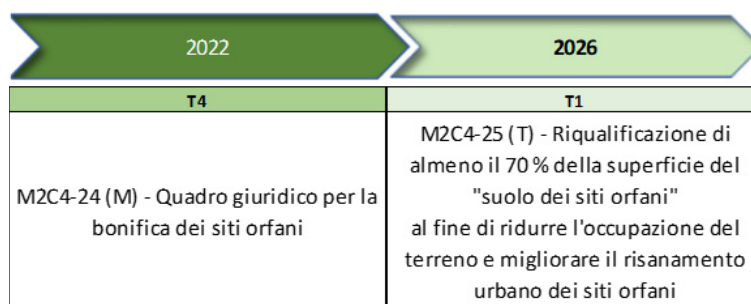 2022
2026
T4
T1
M2C4-24 (M) - Quadro giuridico per la
bonifica dei siti orfani
M2C4-25 (T) - Riqualificazione di
almeno il 70 % della superficie del
"suolo dei siti orfani"
al fine di ridurre l'occupazione del
terreno e migliorare il risanamento
urbano dei siti orfani